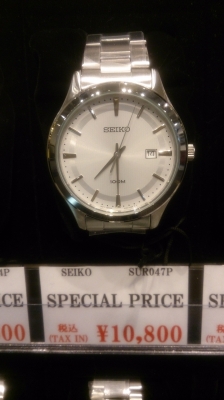 SEIKO
100M
SEIKO SUR047P
SPECIAL PRICE
税込
(TAX IN) ¥10,800